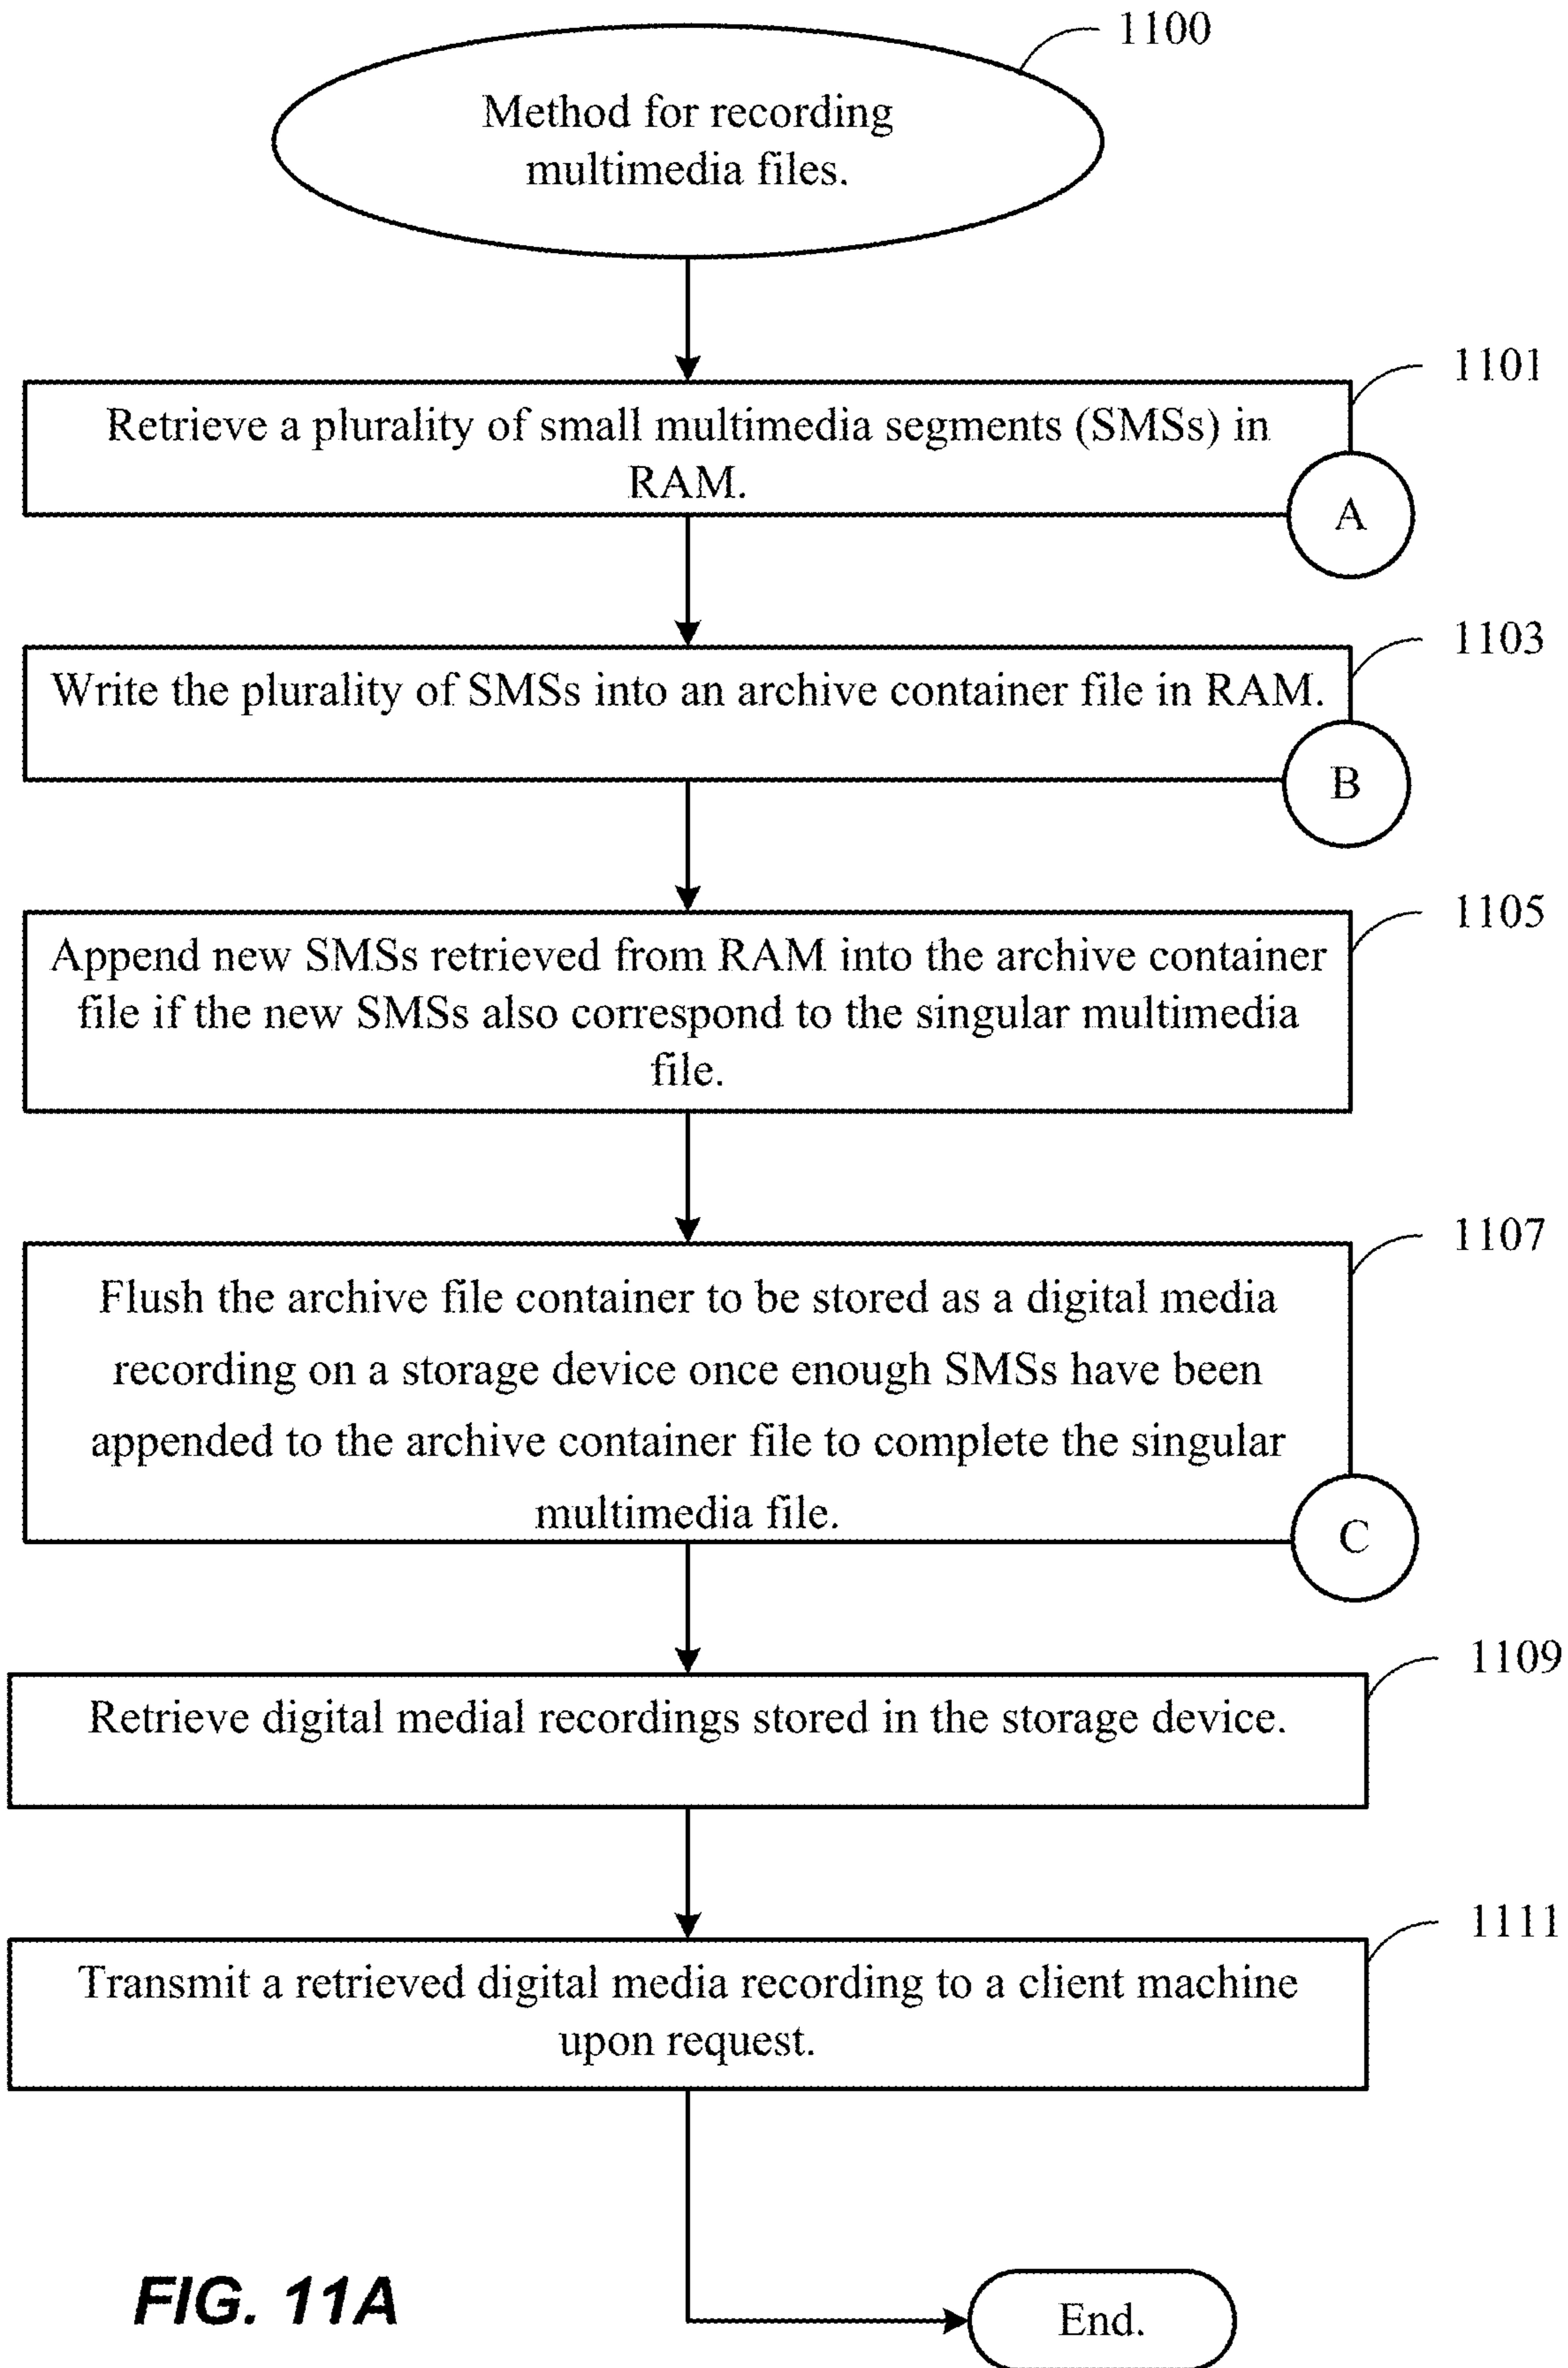 1100
Method for recording
multimedia files.
1101
Retrieve a plurality of small multimedia segments (SMSs) in
RAM.
A
1103
Write the plurality of SMSs into an archive container file in RAM.
B
1105
Append new SMSs retrieved from RAM into the archive container
file if the new SMSs also correspond to the singular multimedia
file.
1107
Flush the archive file container to be stored as a digital media
recording on a storage device once enough SMSs have been
appended to the archive container file to complete the singular
multimedia file.
C
1109
Retrieve digital medial recordings stored in the storage device.
1111
Transmit a retrieved digital media recording to a client machine
upon request.
FIG. 11A
End.